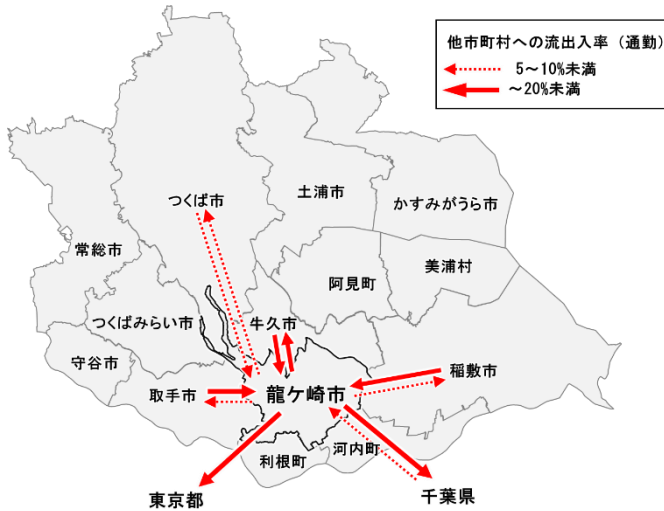 他市町村への流出入率（通勤）
5～10%未満
～20%未満
つくば市
土浦市
かすみがうら市
常総市
美浦村
阿見町
つくばみらい市
牛久市
守谷市
稲敷市
取手市
龍ケ崎市
河内町
利根町
東京都
千葉県